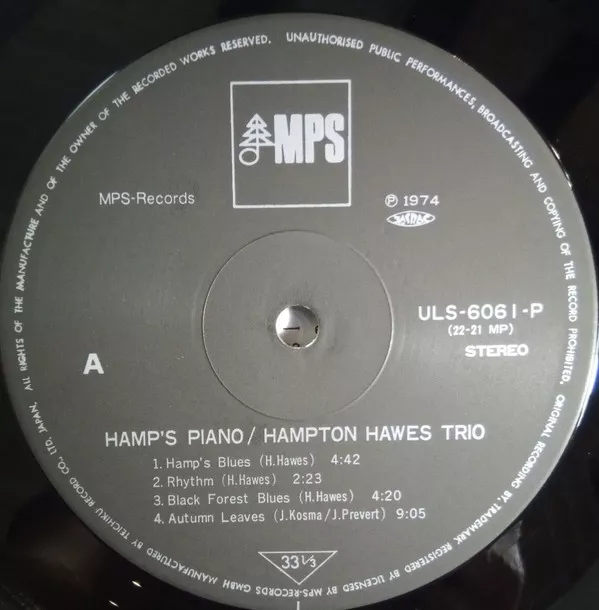 ALL RIGHTS OF THE MANUFACTURE AND OF THE OWNER OF THE RECORDED WORKS RESERVED. UNAUTHORISED PUBLIC PERFORMANCES, BROADCASTING AND COPYING OF THE RECORD PROHIBITED. ORIGINAL RECORDING BY, TRADEMARK REGISTERED BY, LICENSED BY MPS-RECORDS GMBH MANUFACTURED BY TEICHIKU RECORD CO., LTD. JAPAN.
MPS
MPS-Records
℗ 1974
JASRAC
ULS-6061-P
(22-21 MP)
STEREO
A
HAMP'S PIANO / HAMPTON HAWES TRIO
1. Hamp's Blues (H.Hawes) 4:42
2. Rhythm (H.Hawes) 2:23
3. Black Forest Blues (H.Hawes) 4:20
4. Autumn Leaves (J.Kosma/J.Prevert) 9:05
33 1/3